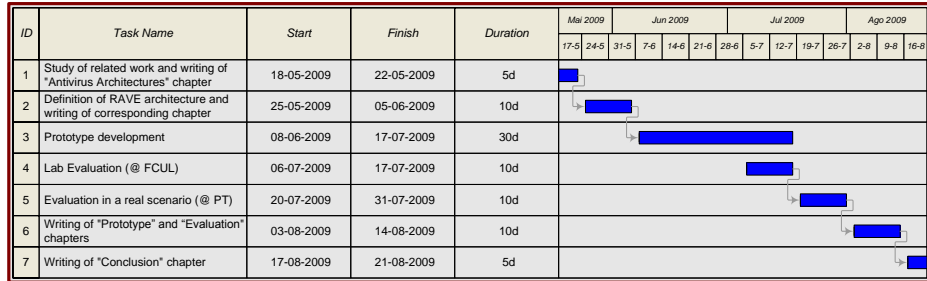 ID Task Name Start Finish Duration Mai 2009 Jun 2009 Jul 2009 Ago 2009
17-5 24-5 31-5 7-6 14-6 21-6 28-6 5-7 12-7 19-7 26-7 2-8 9-8 16-8
1 Study of related work and writing of "Antivirus Architectures" chapter 18-05-2009 22-05-2009 5d
2 Definition of RAVE architecture and writing of corresponding chapter 25-05-2009 05-06-2009 10d
3 Prototype development 08-06-2009 17-07-2009 30d
4 Lab Evaluation (@ FCUL) 06-07-2009 17-07-2009 10d
5 Evaluation in a real scenario (@ PT) 20-07-2009 31-07-2009 10d
6 Writing of "Prototype" and “Evaluation” chapters 03-08-2009 14-08-2009 10d
7 Writing of "Conclusion" chapter 17-08-2009 21-08-2009 5d